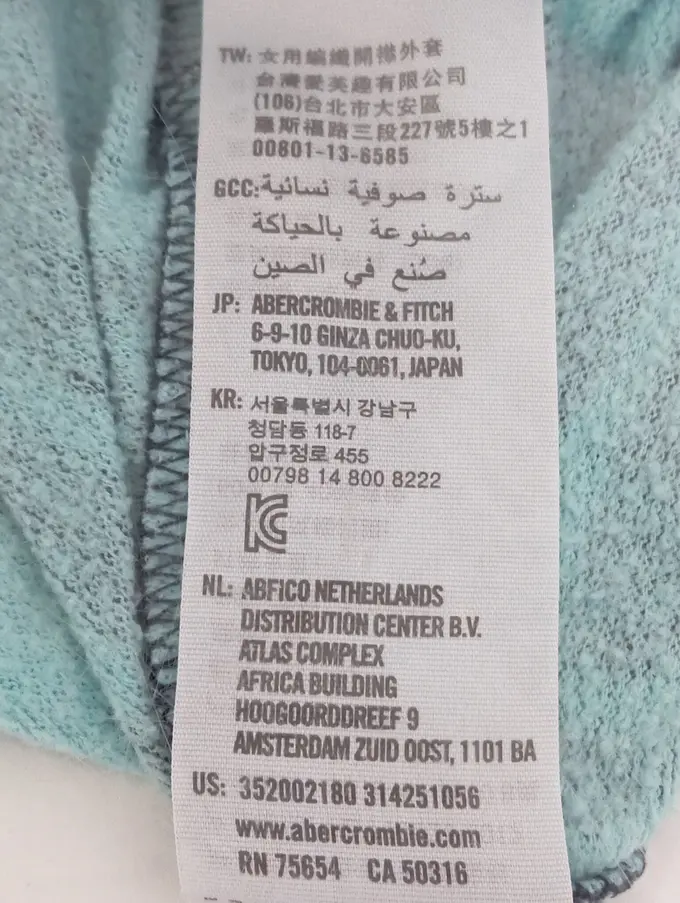 TW: 女用編織開襟外套
台灣愛英趣有限公司
(106)台北市大安區
羅斯福路三段227號5樓之1
00801-13-6585
GCC: سترة صوفية نسائية
مصنوعة بالحياكة
صُنع في الصين
JP: ABERCROMBIE & FITCH
6-9-10 GINZA CHUO-KU,
TOKYO, 104-0061, JAPAN
KR: 서울특별시 강남구
청담동 118-7
압구정로 455
00798 14 800 8222
KC
NL: ABFICO NETHERLANDS
DISTRIBUTION CENTER B.V.
ATLAS COMPLEX
AFRICA BUILDING
HOOGOORDDREEF 9
AMSTERDAM ZUID OOST, 1101 BA
US: 352002180 314251056
www.abercrombie.com
RN 75654 CA 50316